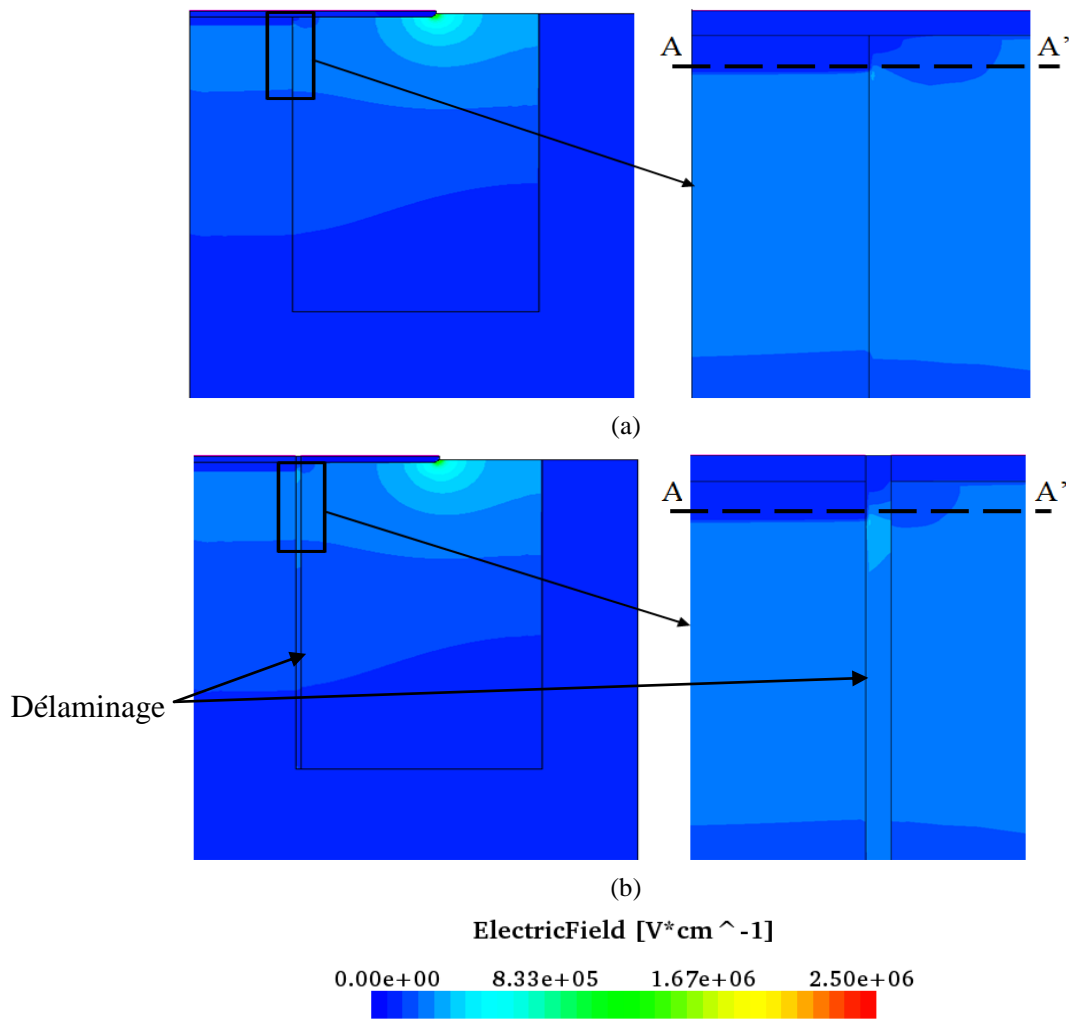 A A’
(a)
A A’
Délaminage
(b)
ElectricField [V*cm^-1]
0.00e+00 8.33e+05 1.67e+06 2.50e+06